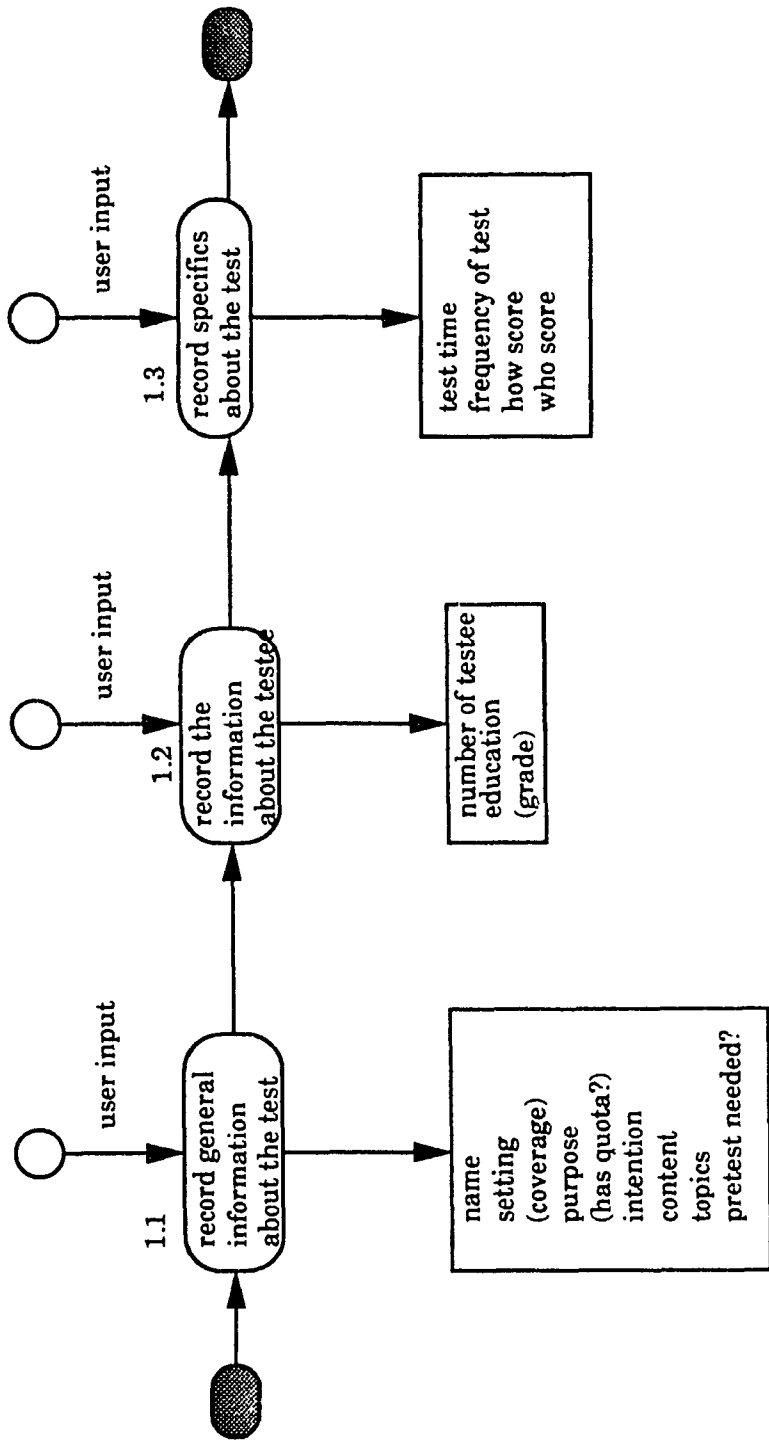 user input
1.1
record general
information
about the test
name
setting
(coverage)
purpose
(has quota?)
intention
content
topics
pretest needed?
user input
1.2
record the
information
about the testee
number of testee
education
(grade)
user input
1.3
record specifics
about the test
test time
frequency of test
how score
who score